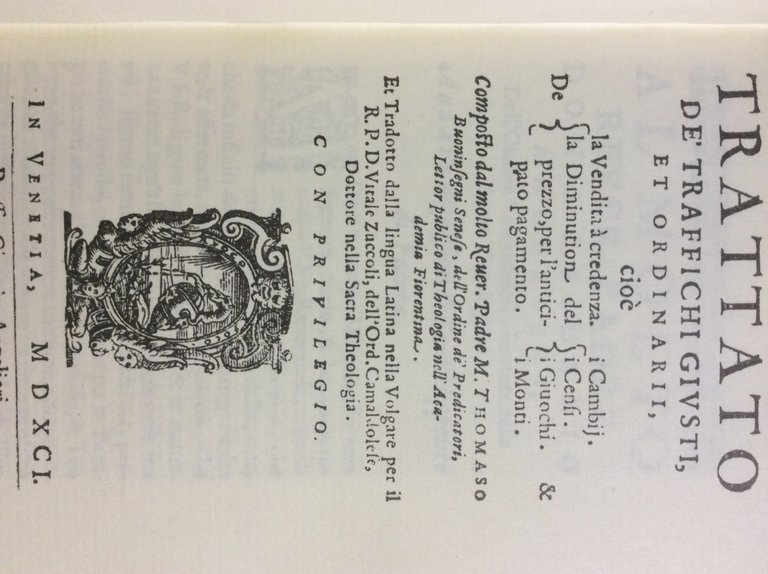 TRATTATO
DE' TRAFFICHI GIVSTI,
ET ORDINARII,
cioè
la Vendita à credenza. i Cambij.
De la Diminution del i Censi.
prezzo, per l'antici- i Giuochi. &
pato pagamento. i Monti.
Composto dal molto Reuer. Padre M. THOMASO
Buoninsegni Senese, dell'Ordine de' Predicatori,
Lettor publico di Theologia nell' Aca-
demia Fiorentina.
Et Tradotto dalla lingua Latina nella Volgare per il
R. P. D. Vitale Zuccoli, dell'Ord. Camaldolese,
Dottore nella Sacra Theologia.
CON PRIVILEGIO.
IN VENETIA, MDXCI.